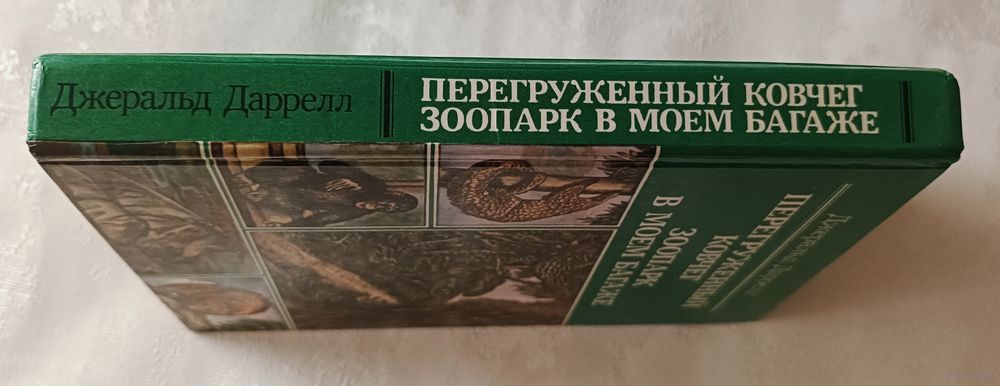 Джеральд Даррелл
ПЕРЕГРУЖЕННЫЙ КОВЧЕГ
ЗООПАРК В МОЕМ БАГАЖЕ
Джеральд Даррелл
ПЕРЕГРУЖЕННЫЙ
КОВЧЕГ
ЗООПАРК
В МОЕМ БАГАЖЕ